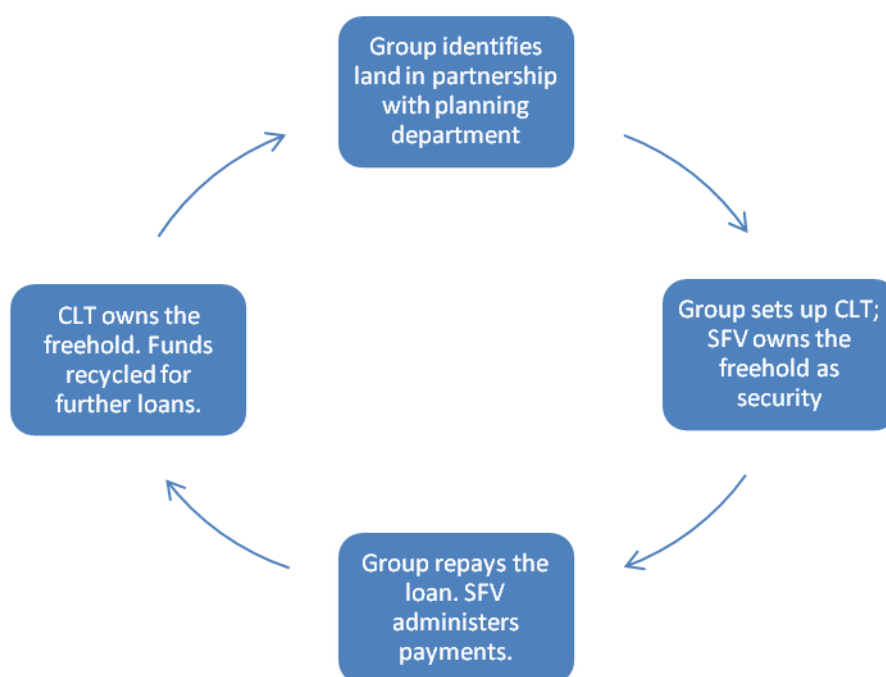 Group identifies
land in partnership
with planning
department
Group sets up CLT;
SFV owns the
freehold as
security
Group repays the
loan. SFV
administers
payments.
CLT owns the
freehold. Funds
recycled for
further loans.